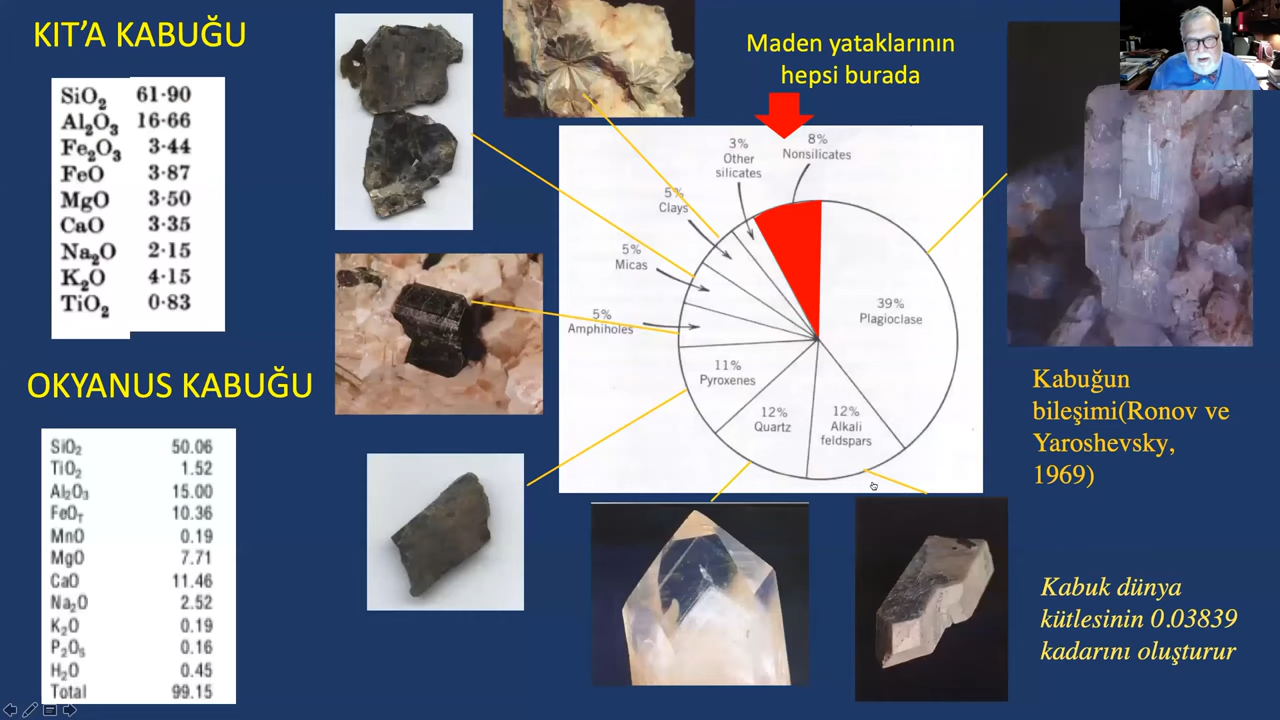 KIT’A KABUĞU
SiO₂ 61·90
Al₂O₃ 16·66
Fe₂O₃ 3·44
FeO 3·87
MgO 3·50
CaO 3·35
Na₂O 2·15
K₂O 4·15
TiO₂ 0·83
OKYANUS KABUĞU
SiO₂ 50.06
TiO₂ 1.52
Al₂O₃ 15.00
FeOT 10.36
MnO 0.19
MgO 7.71
CaO 11.46
Na₂O 2.52
K₂O 0.19
P₂O₅ 0.16
H₂O 0.45
Total 99.15
Maden yataklarının
hepsi burada
3%
Other
silicates
8%
Nonsilicates
5%
Clays
5%
Micas
5%
Amphiholes
11%
Pyroxenes
12%
Quartz
12%
Alkali
feldspars
39%
Plagioclase
Kabuğun
bileşimi(Ronov ve
Yaroshevsky,
1969)
Kabuk dünya
kütlesinin 0.03839
kadarını oluşturur